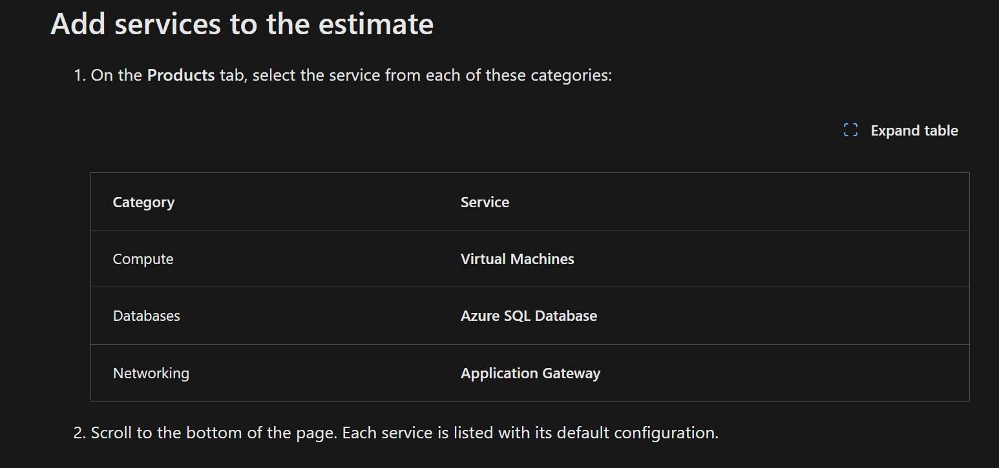 Add services to the estimate
1. On the Products tab, select the service from each of these categories:
Expand table
Category Service
Compute Virtual Machines
Databases Azure SQL Database
Networking Application Gateway
2. Scroll to the bottom of the page. Each service is listed with its default configuration.